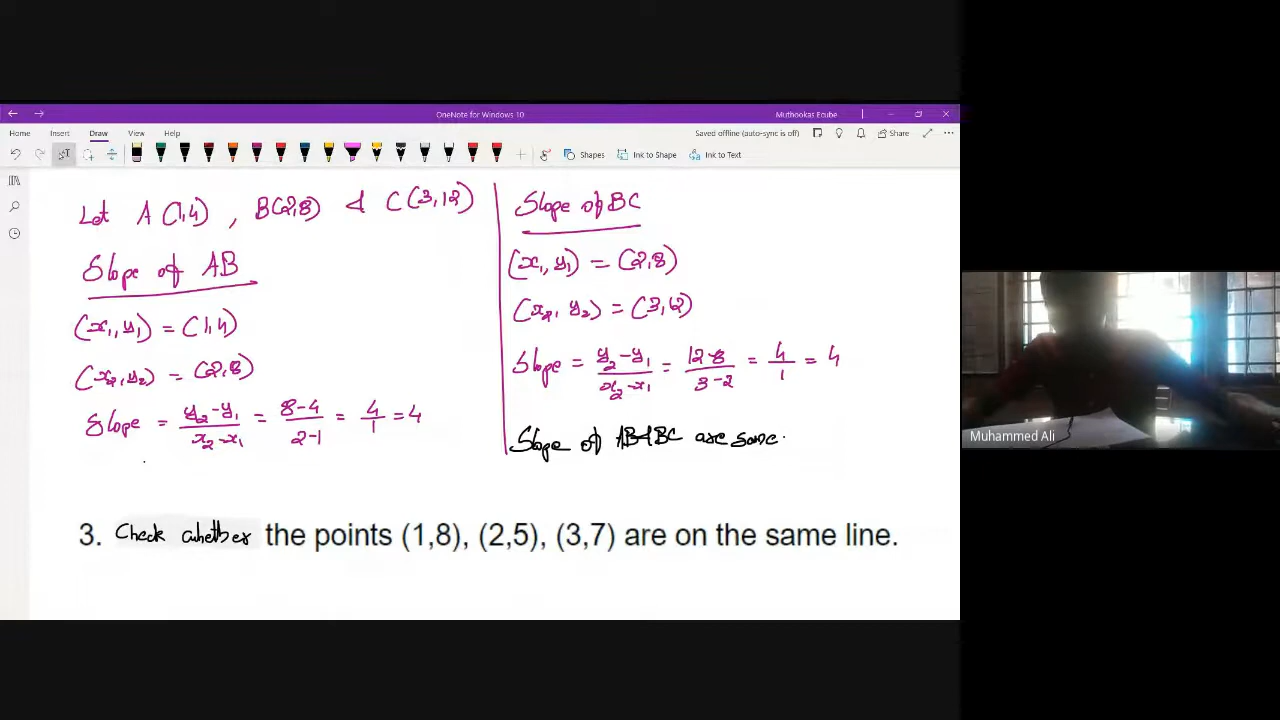 OneNote for Windows 10
Muthookas Ecube
Home Insert Draw View Help
Saved offline (auto-sync is off)
Share
Shapes
Ink to Shape
Ink to Text
Let A (1,4) , B(2,8) & C (3,12)
Slope of AB
(x₁, y₁) = (1,4)
(x₂, y₂) = (2,8)
Slope = y₂-y₁/x₂-x₁ = 8-4/2-1 = 4/1 = 4
Slope of BC
(x₁, y₁) = (2,8)
(x₂, y₂) = (3,12)
Slope = y₂-y₁/x₂-x₁ = 12-8/3-2 = 4/1 = 4
Slope of AB & BC are same.
3. Check whether the points (1,8), (2,5), (3,7) are on the same line.
Muhammed Ali